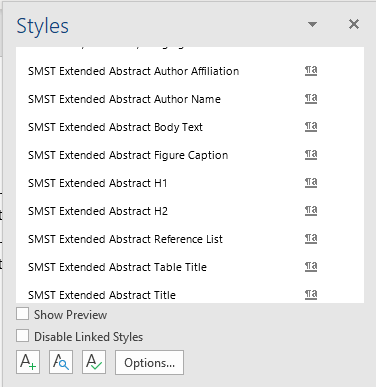 Styles
SMST Extended Abstract Author Affiliation
SMST Extended Abstract Author Name
SMST Extended Abstract Body Text
SMST Extended Abstract Figure Caption
SMST Extended Abstract H1
SMST Extended Abstract H2
SMST Extended Abstract Reference List
SMST Extended Abstract Table Title
SMST Extended Abstract Title
Show Preview
Disable Linked Styles
Options...